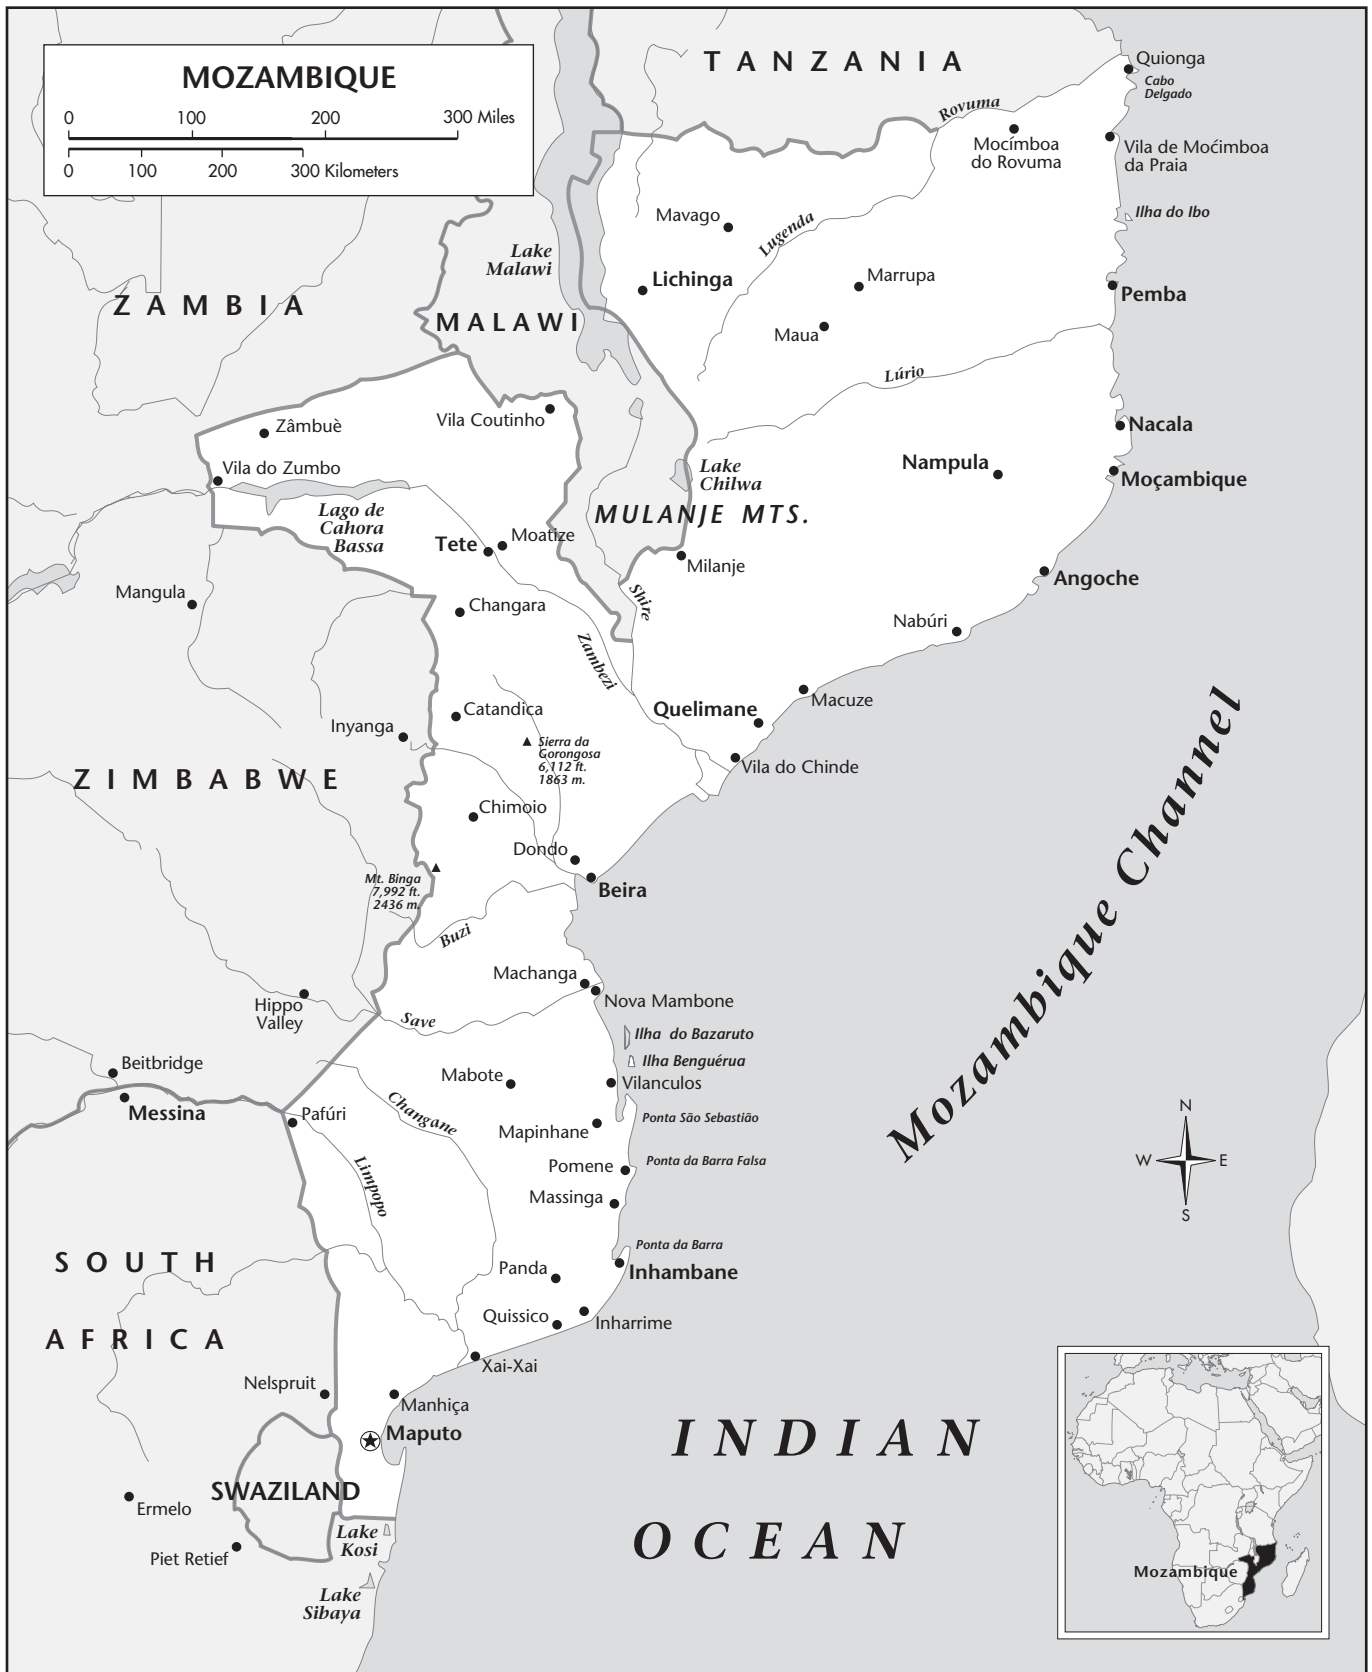 MOZAMBIQUE
0 100 200 300 Miles
0 100 200 300 Kilometers
TANZANIA
Quionga
Cabo
Delgado
Rovuma
Mocímboa
do Rovuma
Vila de Moćimboa
da Praia
Ilha do Ibo
Mavago
Lugenda
Lake
Malawi
Lichinga
Marrupa
Pemba
ZAMBIA
MALAWI
Maua
Lúrio
Zâmbuè
Vila Coutinho
Nacala
Vila do Zumbo
Lake
Chilwa
Nampula
Moçambique
Lago de
Cahora
Bassa
MULANJE MTS.
Tete
Moatize
Milanje
Angoche
Mangula
Changara
Shire
Nabúri
Zambezi
Catandica
Quelimane
Macuze
Inyanga
Sierra da
Gorongosa
6,112 ft.
1863 m.
Vila do Chinde
ZIMBABWE
Chimoio
Dondo
Mt. Binga
7,992 ft.
2436 m.
Beira
Buzi
Mozambique Channel
Machanga
Nova Mambone
Hippo
Valley
Save
Ilha do Bazaruto
Ilha Benguérua
Beitbridge
Mabote
Vilanculos
Messina
Pafúri
Changane
Ponta São Sebastião
Mapinhane
Pomene
Ponta da Barra Falsa
Limpopo
Massinga
N
W E
S
Ponta da Barra
SOUTH
AFRICA
Panda
Inhambane
Quissico
Inharrime
Xai-Xai
Nelspruit
Manhiça
Maputo
INDIAN
OCEAN
SWAZILAND
Ermelo
Lake
Kosi
Piet Retief
Lake
Sibaya
Mozambique